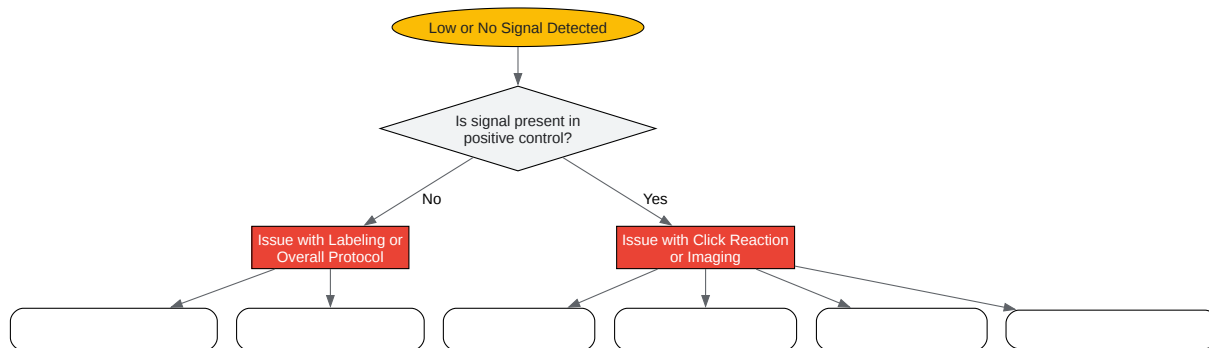 Low or No Signal Detected
Is signal present in
positive control?
No
Yes
Issue with Labeling or
Overall Protocol
Issue with Click Reaction
or Imaging